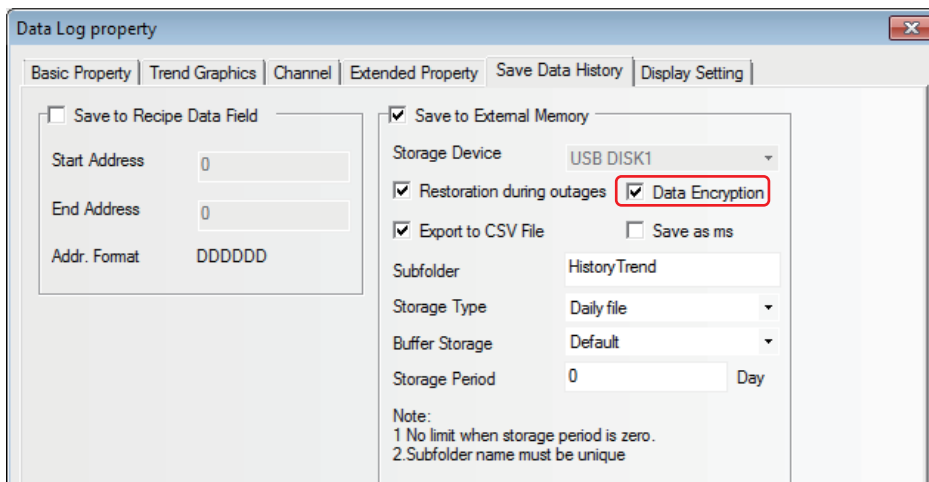 Data Log property
Basic Property Trend Graphics Channel Extended Property Save Data History Display Setting
Save to Recipe Data Field
Start Address 0
End Address 0
Addr. Format DDDDDD
Save to External Memory
Storage Device USB DISK1
Restoration during outages Data Encryption
Export to CSV File Save as ms
Subfolder HistoryTrend
Storage Type Daily file
Buffer Storage Default
Storage Period 0 Day
Note:
1 No limit when storage period is zero.
2.Subfolder name must be unique